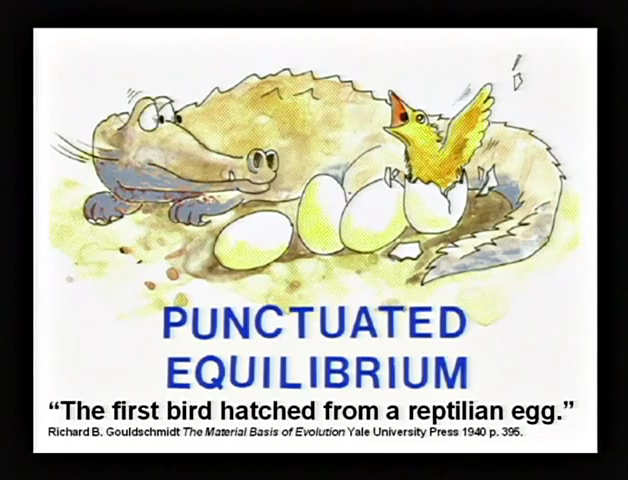 PUNCTUATED
EQUILIBRIUM
“The first bird hatched from a reptilian egg.”
Richard B. Gouldschmidt The Material Basis of Evolution Yale University Press 1940 p. 395.